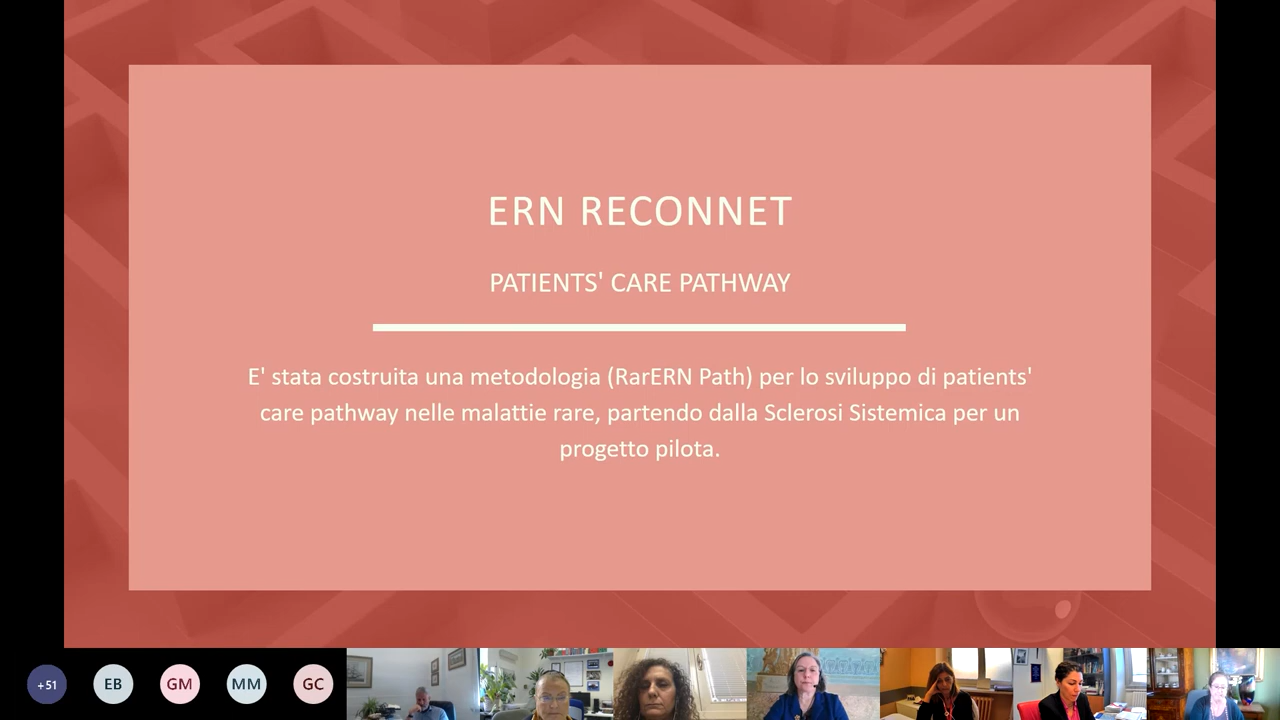 ERN RECONNET
PATIENTS' CARE PATHWAY
E' stata costruita una metodologia (RarERN Path) per lo sviluppo di patients'
care pathway nelle malattie rare, partendo dalla Sclerosi Sistemica per un
progetto pilota.
+51 EB GM MM GC